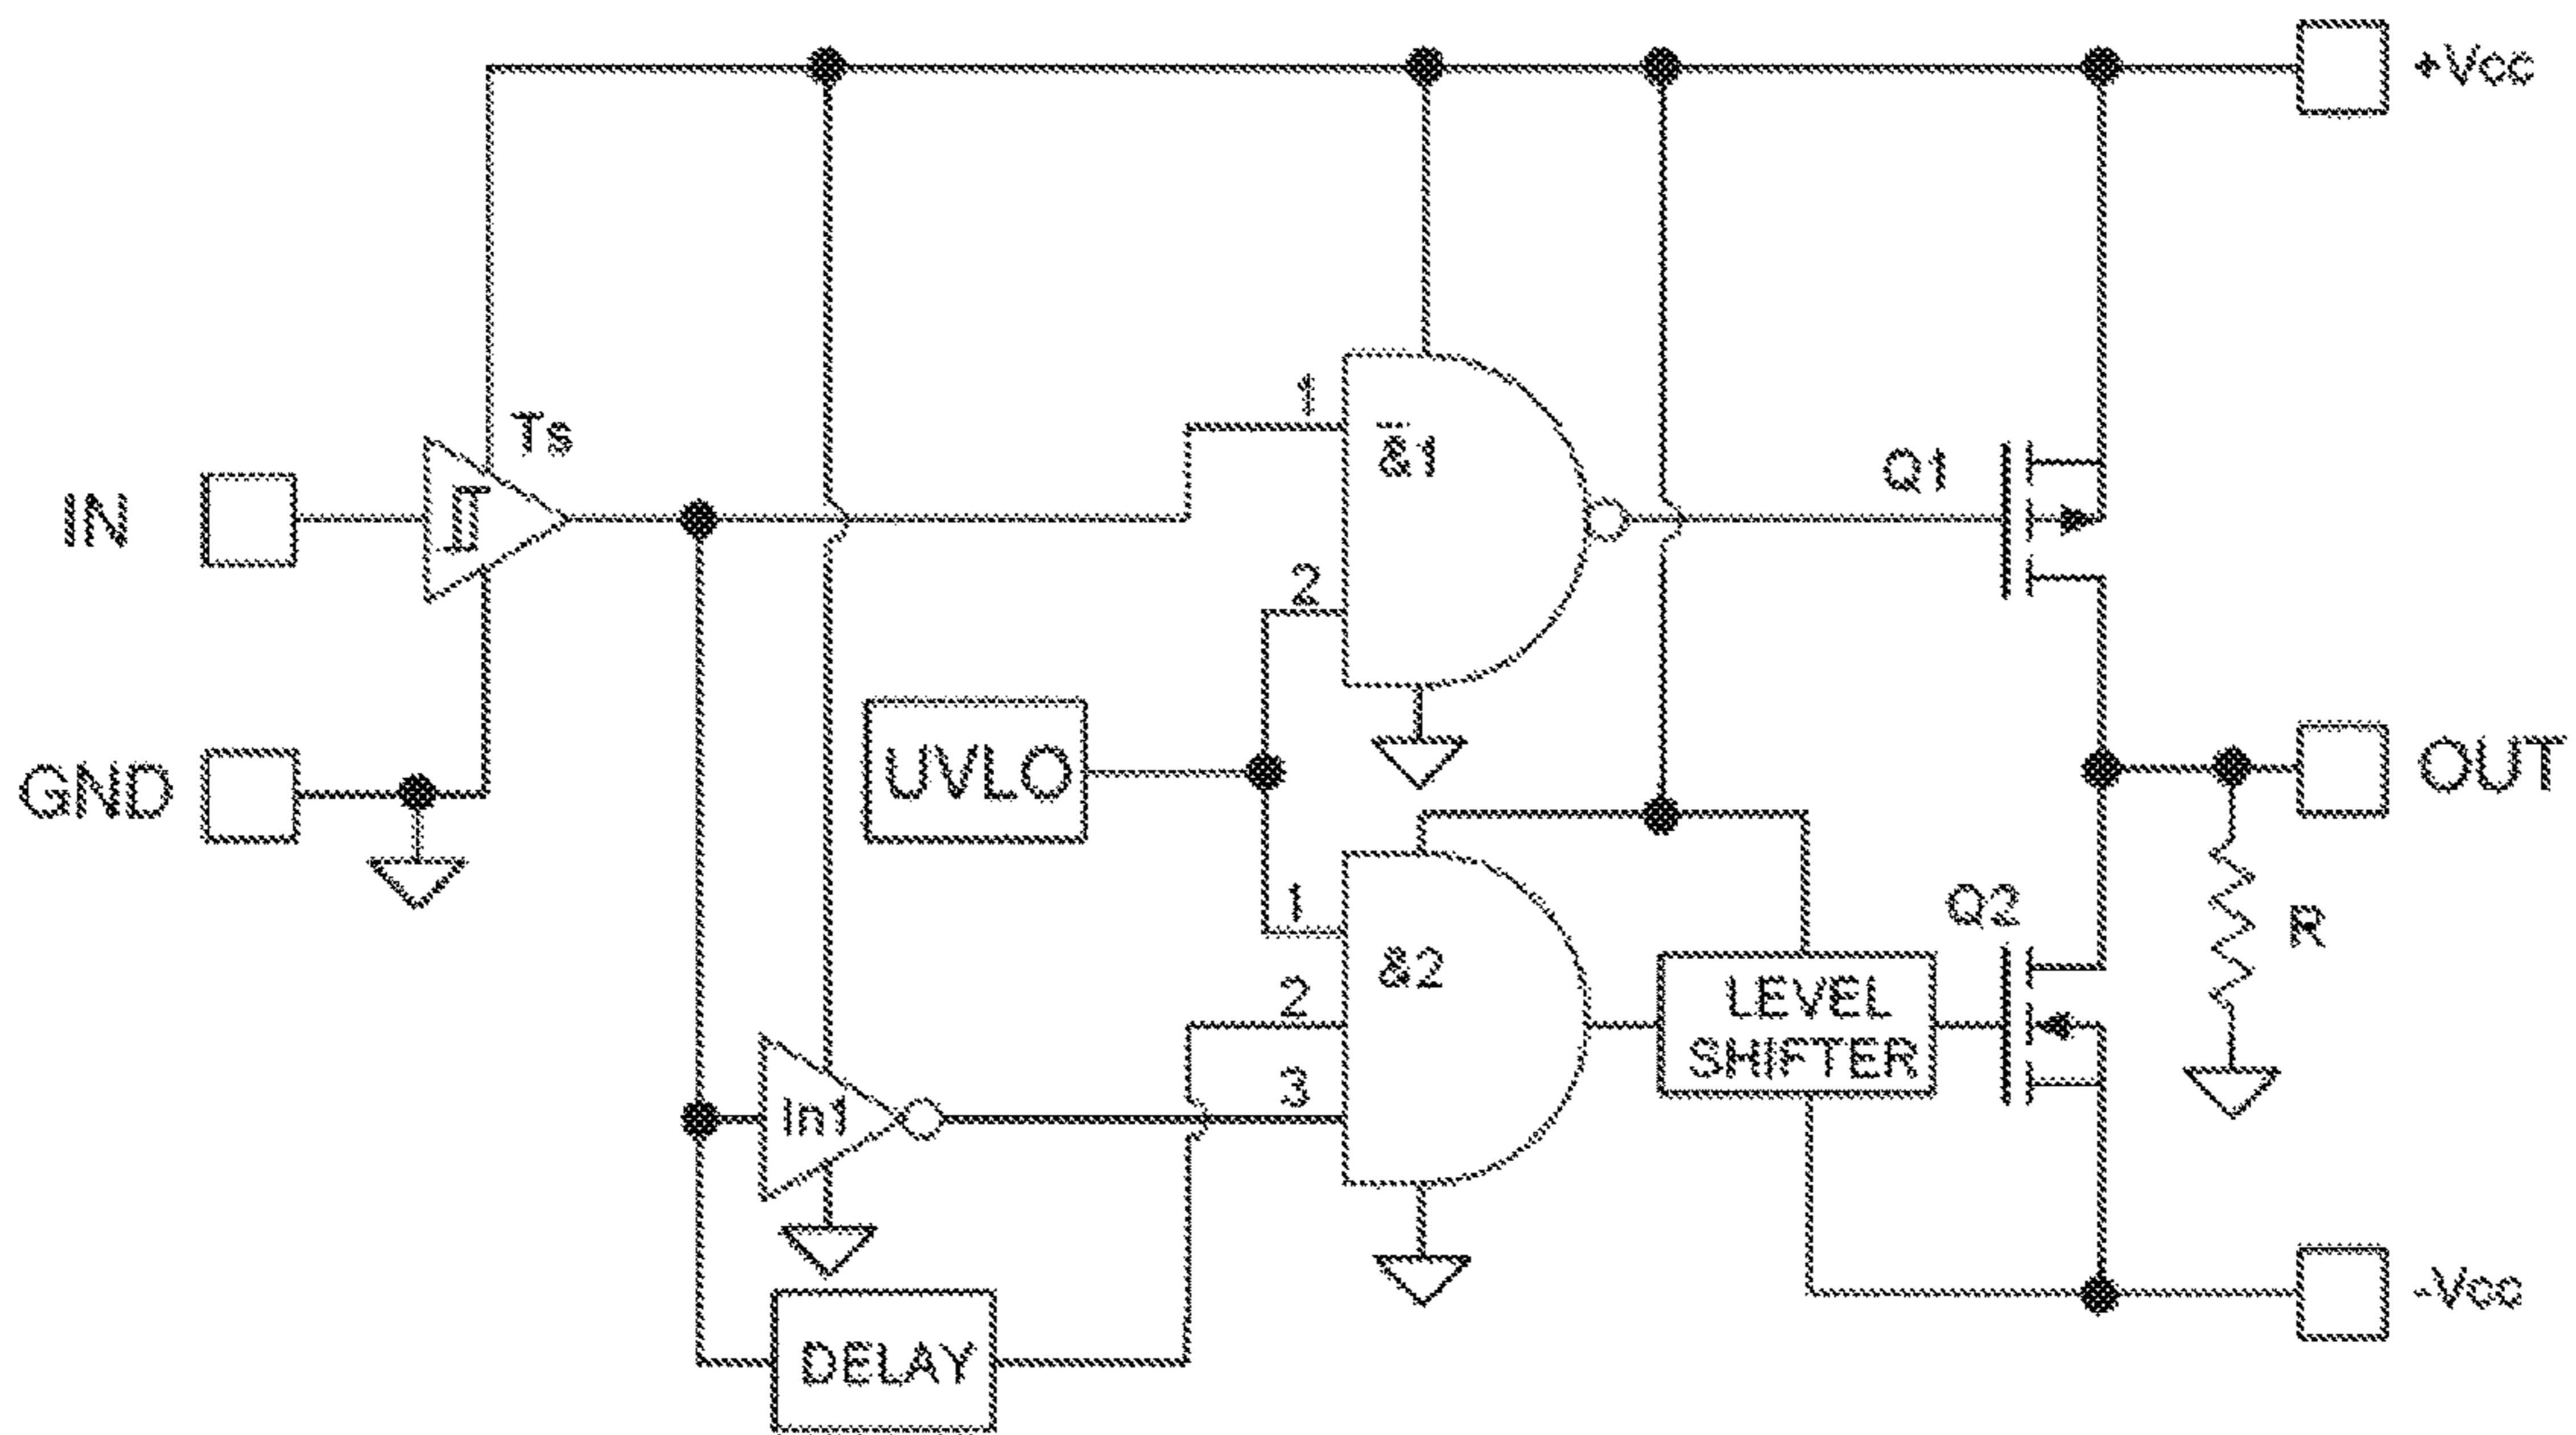 +Vcc
Ts
1
&1
Q1
IN
2
GND
UVLO
OUT
1
&2
Q2
R
2
LEVEL
SHIFTER
3
In1
-Vcc
DELAY